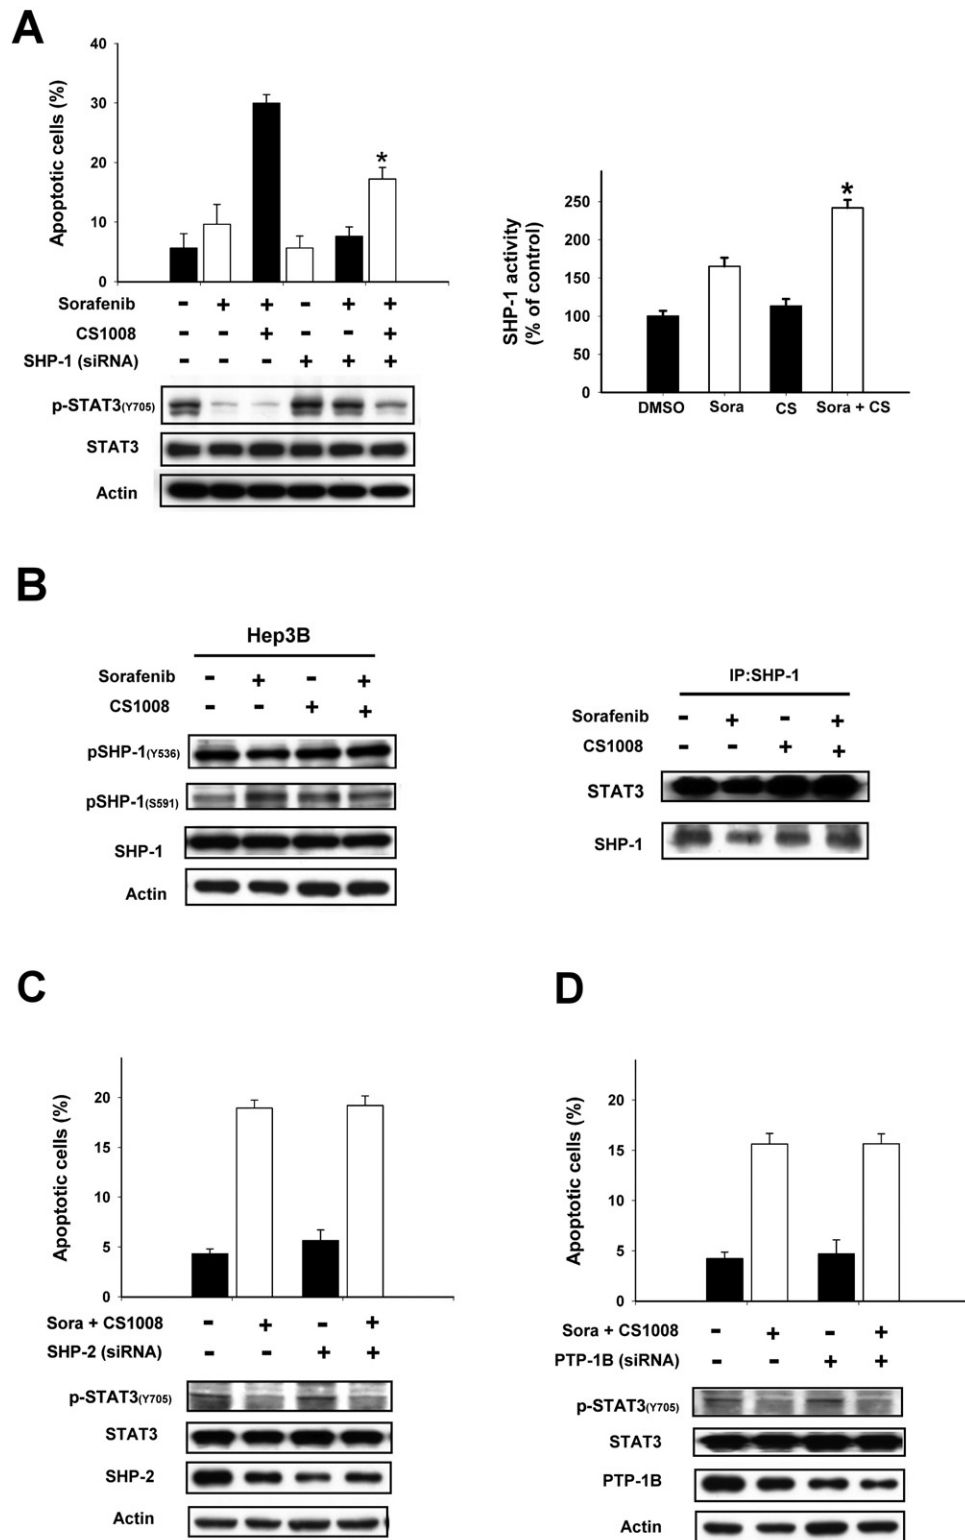 A
Apoptotic cells (%)
40
30
20
10
0
*
Sorafenib - + + - + +
CS1008 - - + - - +
SHP-1 (siRNA) - - - + + +
p-STAT3(Y705)
STAT3
Actin
SHP-1 activity
(% of control)
250
200
150
100
50
0
*
DMSO Sora CS Sora + CS
B
Hep3B
Sorafenib - + - +
CS1008 - - + +
pSHP-1(Y536)
pSHP-1(S591)
SHP-1
Actin
IP:SHP-1
Sorafenib - + - +
CS1008 - - + +
STAT3
SHP-1
C
Apoptotic cells (%)
20
15
10
5
0
Sora + CS1008 - + - +
SHP-2 (siRNA) - - + +
p-STAT3(Y705)
STAT3
SHP-2
Actin
D
Apoptotic cells (%)
20
15
10
5
0
Sora + CS1008 - + - +
PTP-1B (siRNA) - - + +
p-STAT3(Y705)
STAT3
PTP-1B
Actin